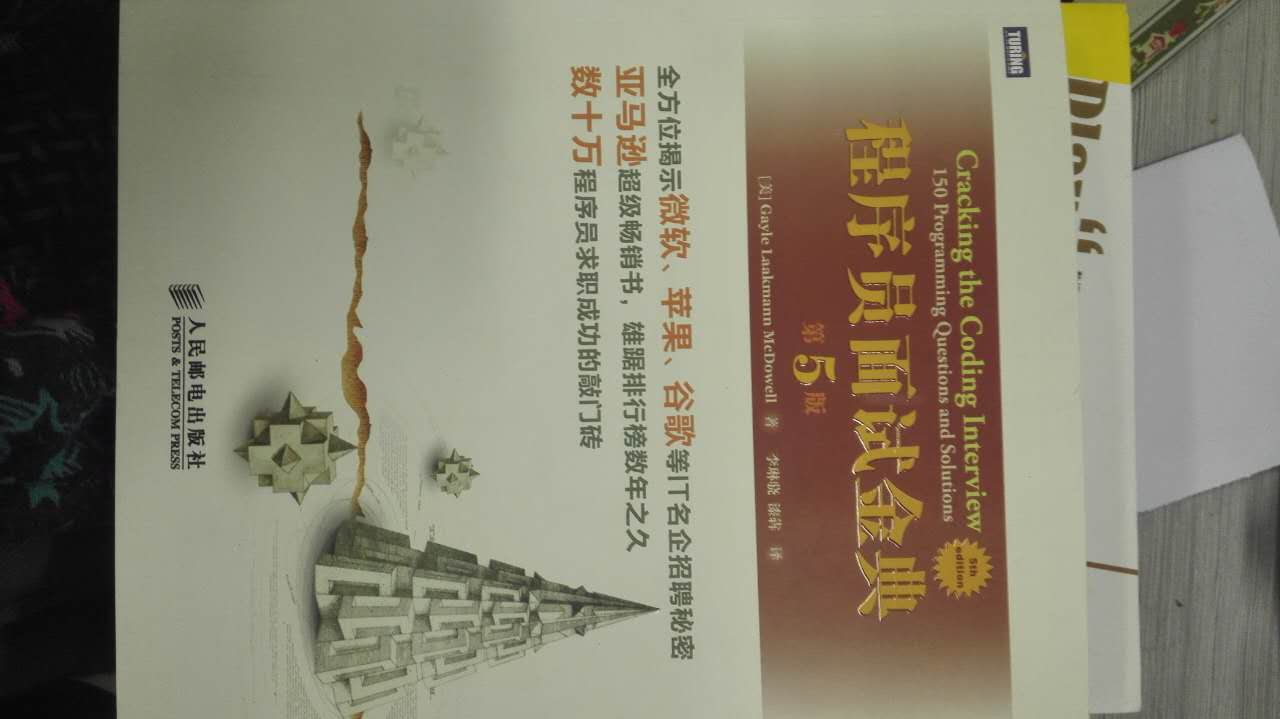 TURING
Cracking the Coding Interview
150 Programming Questions and Solutions
5th
edition
程序员面试金典
第5版
[美] Gayle Laakmann McDowell 著 李琳骁 漆犇 译
全方位揭示微软、苹果、谷歌等IT名企招聘秘密
亚马逊超级畅销书，雄踞排行榜数年之久
数十万程序员求职成功的敲门砖
人民邮电出版社
POSTS & TELECOM PRESS